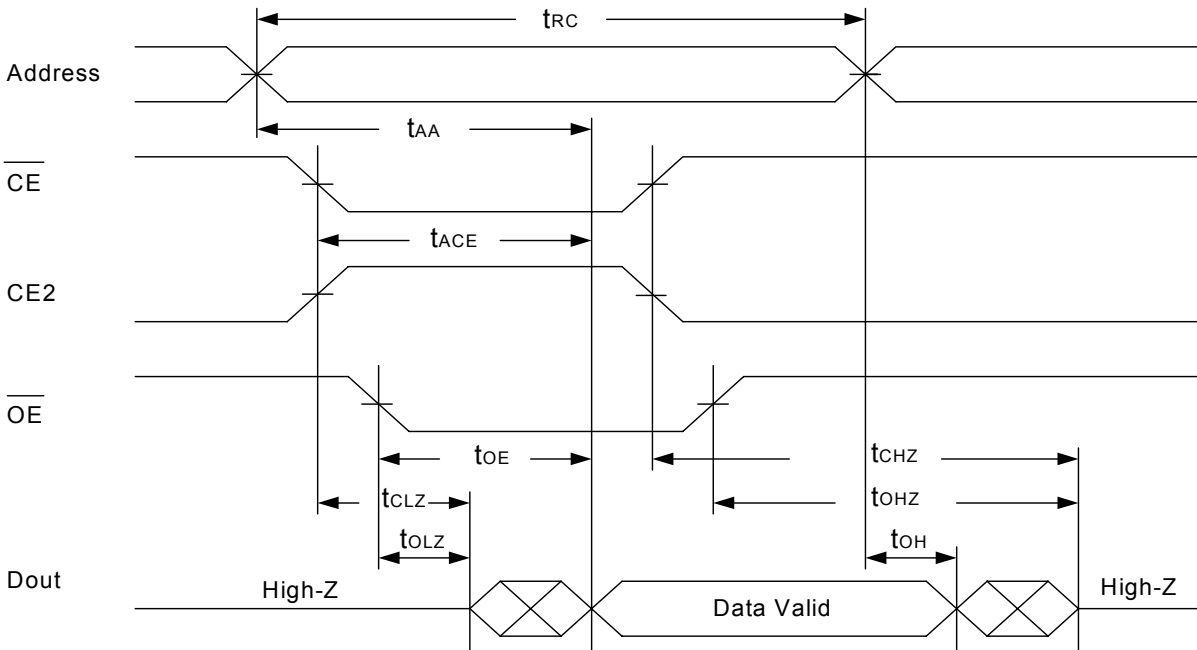 tRC
Address
tAA
CE
tACE
CE2
OE
tOE
tCHZ
tCLZ
tOHZ
tOLZ
tOH
Dout
High-Z
Data Valid
High-Z